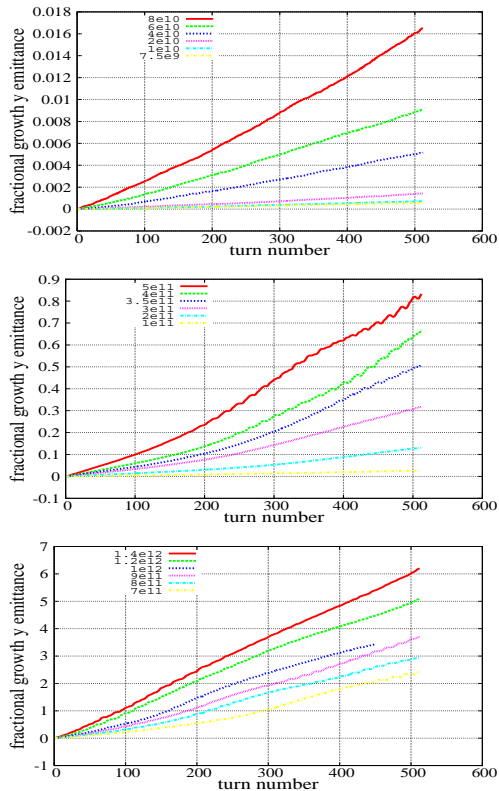 0.018
0.016
0.014
0.012
0.01
0.008
0.006
0.004
0.002
0
-0.002
fractional growth y emittance
8e10
6e10
4e10
2e10
1e10
7.5e9
0 100 200 300 400 500 600
turn number
0.9
0.8
0.7
0.6
0.5
0.4
0.3
0.2
0.1
0
-0.1
fractional growth y emittance
5e11
4e11
3.5e11
3e11
2e11
1e11
0 100 200 300 400 500 600
turn number
7
6
5
4
3
2
1
0
-1
fractional growth y emittance
1.4e12
1.2e12
1e12
9e11
8e11
7e11
0 100 200 300 400 500 600
turn number